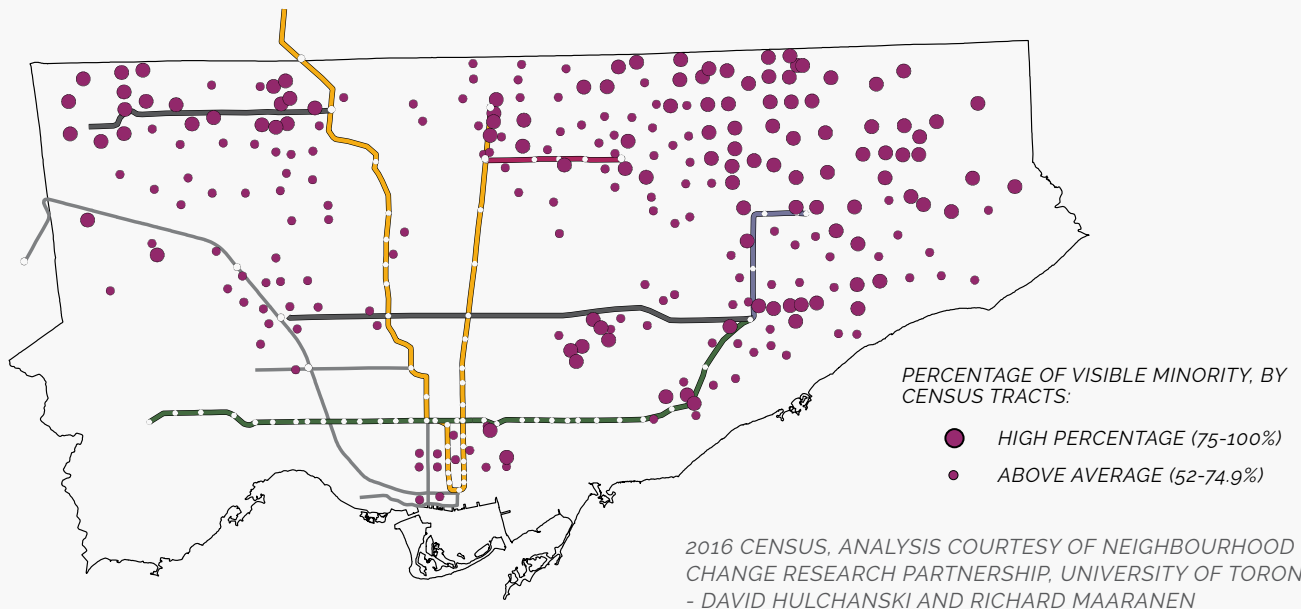 PERCENTAGE OF VISIBLE MINORITY, BY
CENSUS TRACTS:
HIGH PERCENTAGE (75-100%)
ABOVE AVERAGE (52-74.9%)
2016 CENSUS, ANALYSIS COURTESY OF NEIGHBOURHOOD
CHANGE RESEARCH PARTNERSHIP, UNIVERSITY OF TORON
- DAVID HULCHANSKI AND RICHARD MAARANEN